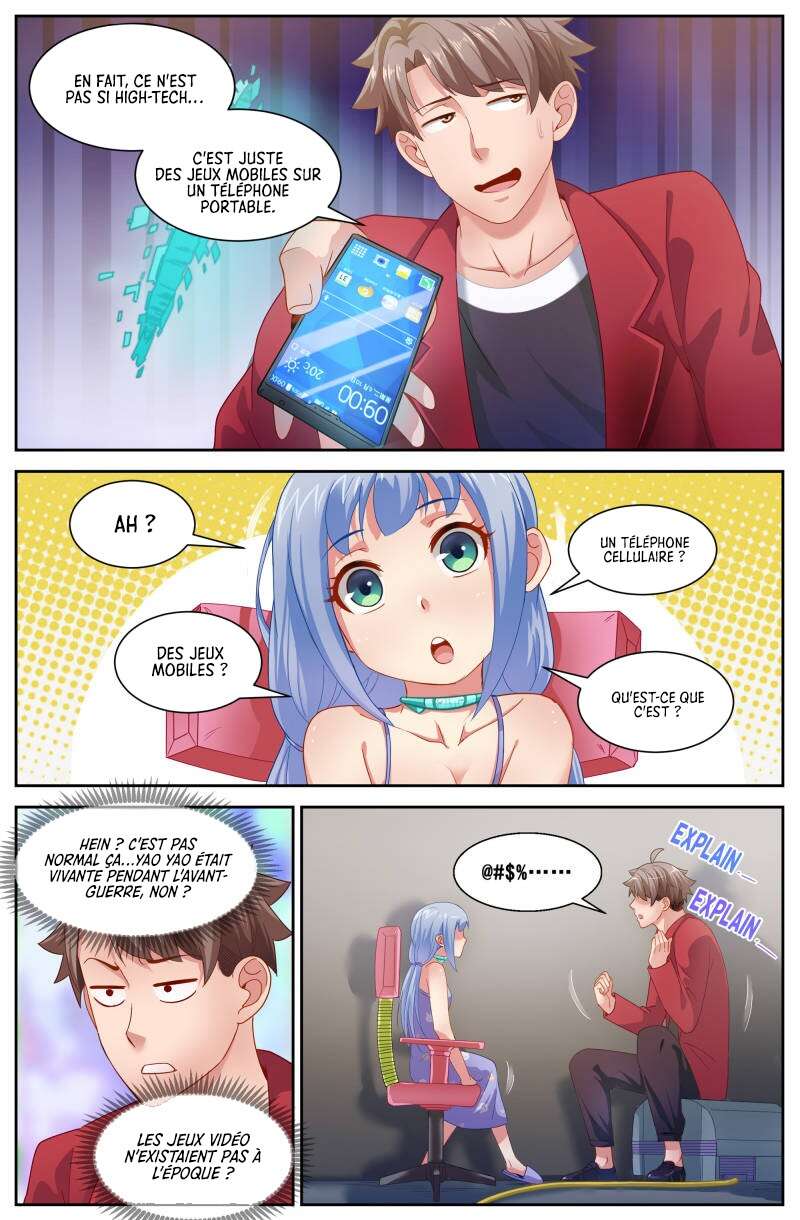 EN FAIT, CE N'EST
PAS SI HIGH-TECH...
C'EST JUSTE
DES JEUX MOBILES SUR
UN TÉLÉPHONE
PORTABLE.
LE
20°C
09:00
AH ?
UN TÉLÉPHONE
CELLULAIRE ?
DES JEUX
MOBILES ?
QU'EST-CE QUE
C'EST ?
HEIN ? C'EST PAS
NORMAL ÇA...YAO YAO ÉTAIT
VIVANTE PENDANT L'AVANT-
GUERRE, NON ?
LES JEUX VIDÉO
N'EXISTAIENT PAS À
L'ÉPOQUE ?
@#$%······
EXPLAIN...
EXPLAIN...